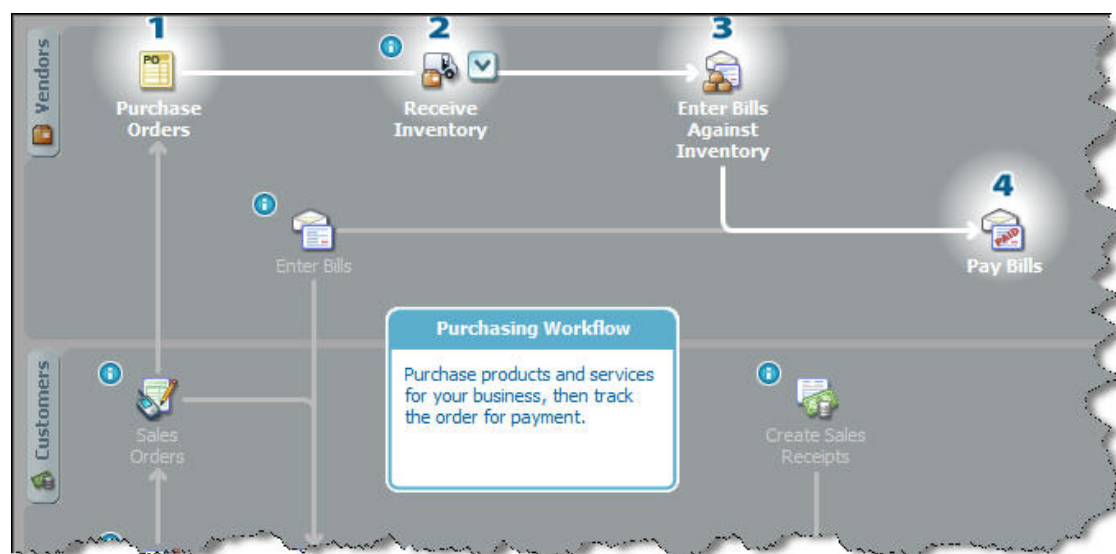 1
2
3
Vendors
PO
Purchase
Orders
Receive
Inventory
Enter Bills
Against
Inventory
4
Enter Bills
PAID
Pay Bills
Purchasing Workflow
Purchase products and services
for your business, then track
the order for payment.
Customers
Sales
Orders
Create Sales
Receipts